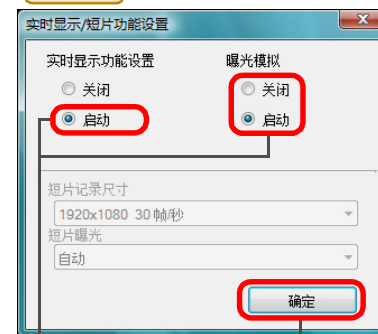 实时显示/短片功能设置
实时显示功能设置 曝光模拟
关闭 关闭
启动 启动
短片记录尺寸
1920x1080 30 帧/秒
短片曝光
自动
确定